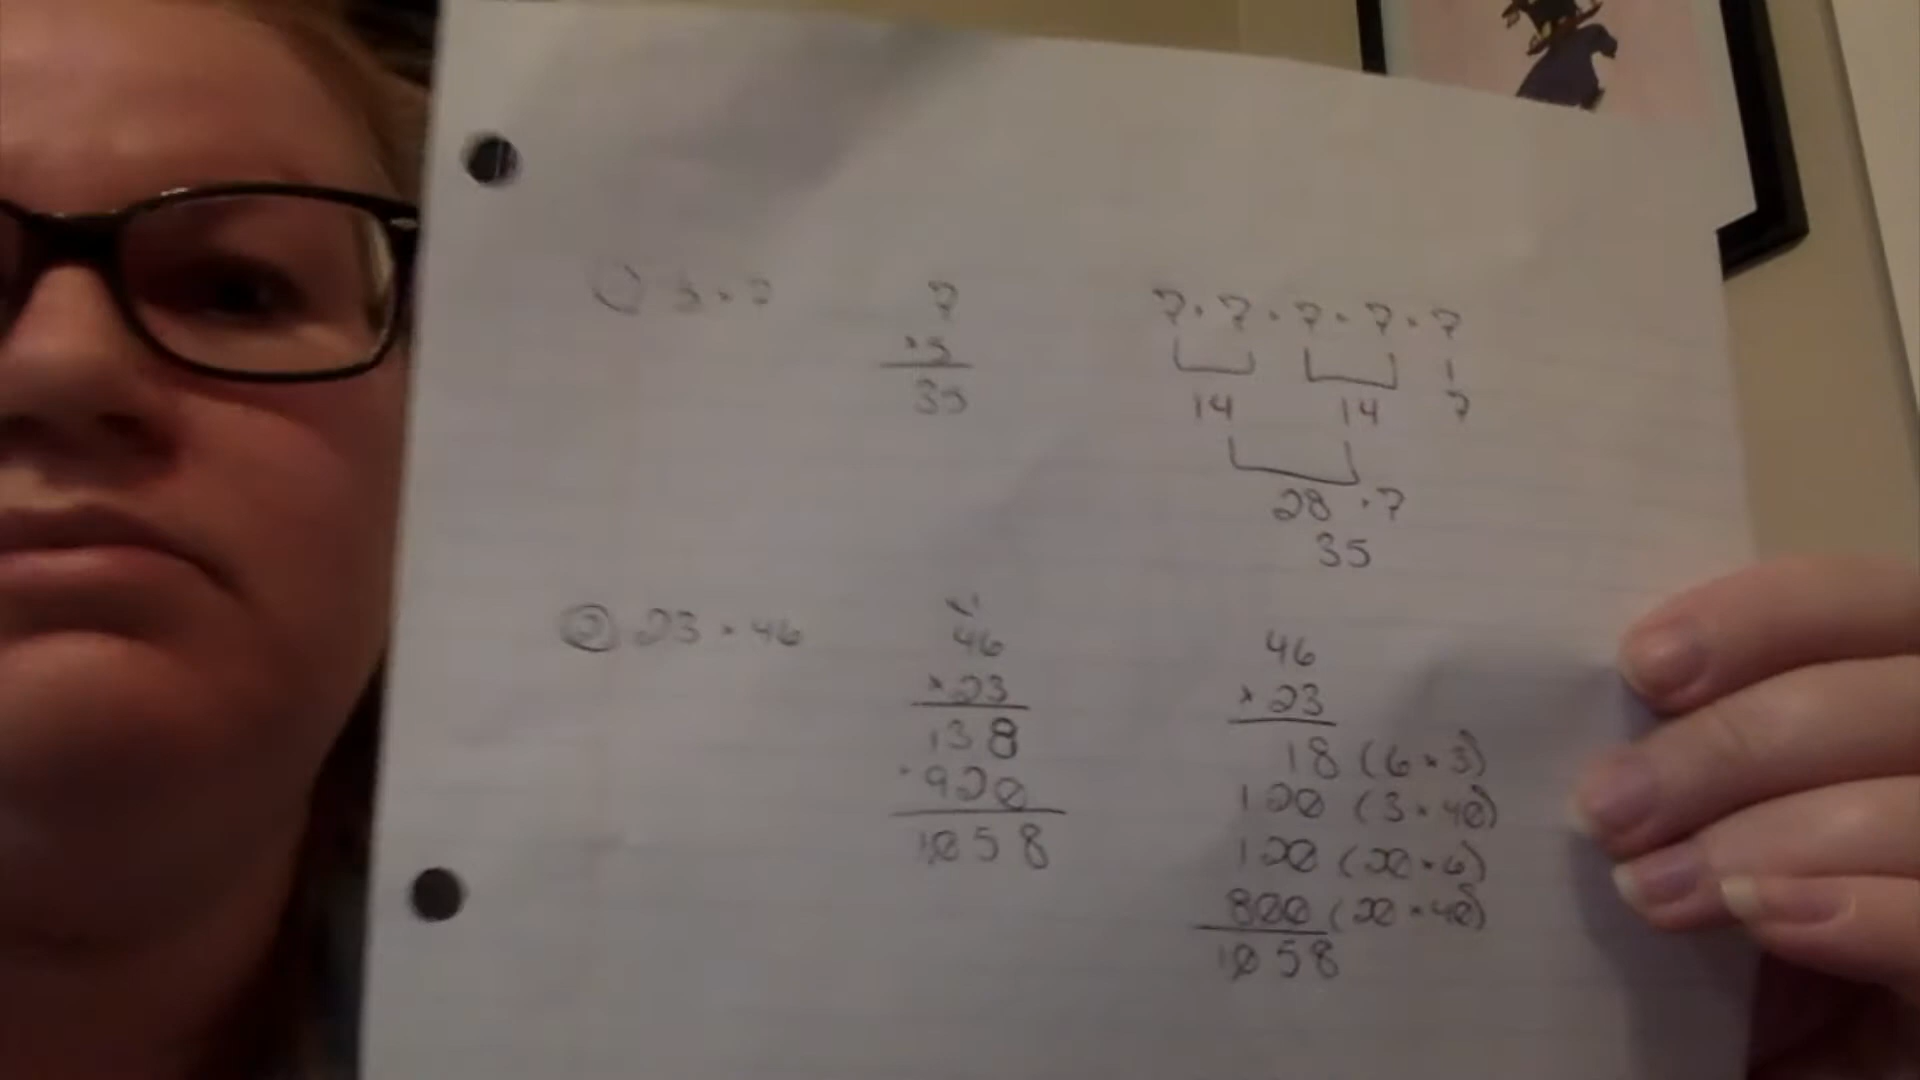 ① 5 × 7
7
×5
35
7 + 7 + 7 + 7 + 7
14 14 7
28 + 7
35
② 23 × 46
46
×23
138
+920
1058
46
×23
18 (6 × 3)
120 (3 × 40)
120 (20 × 6)
800 (20 × 40)
1058